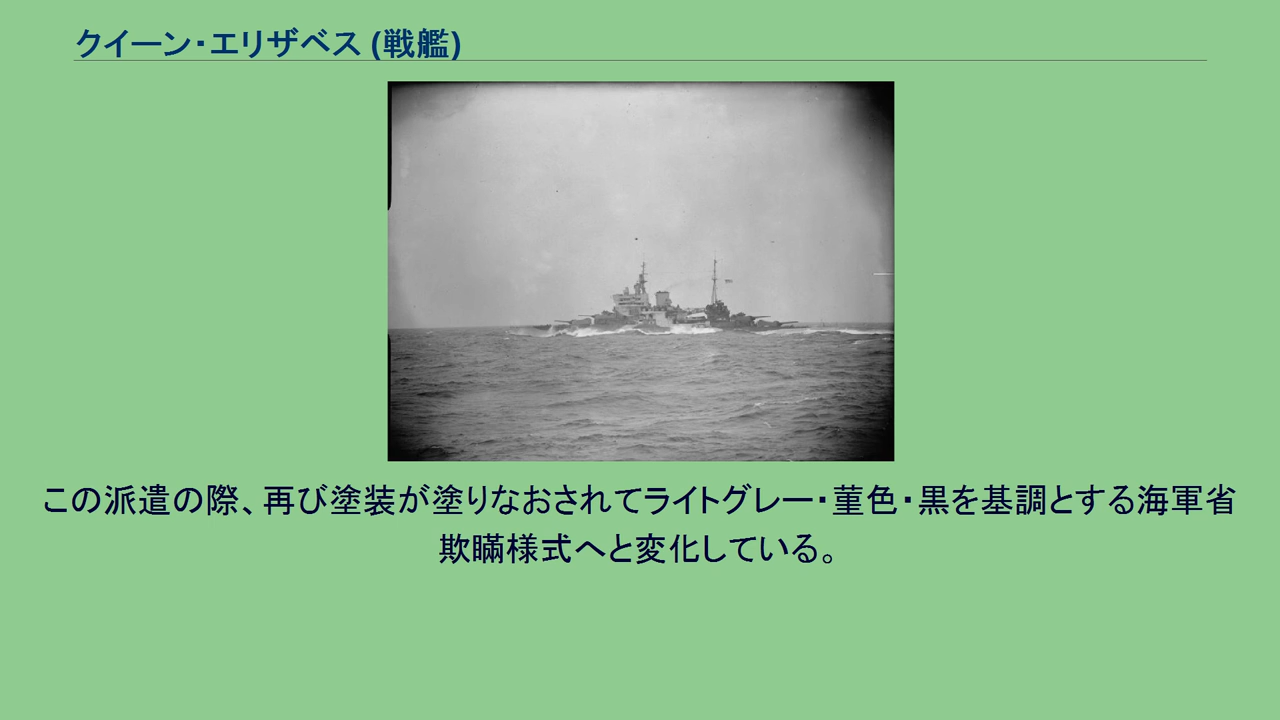 クイーン・エリザベス (戦艦)
この派遣の際、再び塗装が塗りなおされてライトグレー・菫色・黒を基調とする海軍省
欺瞞様式へと変化している。